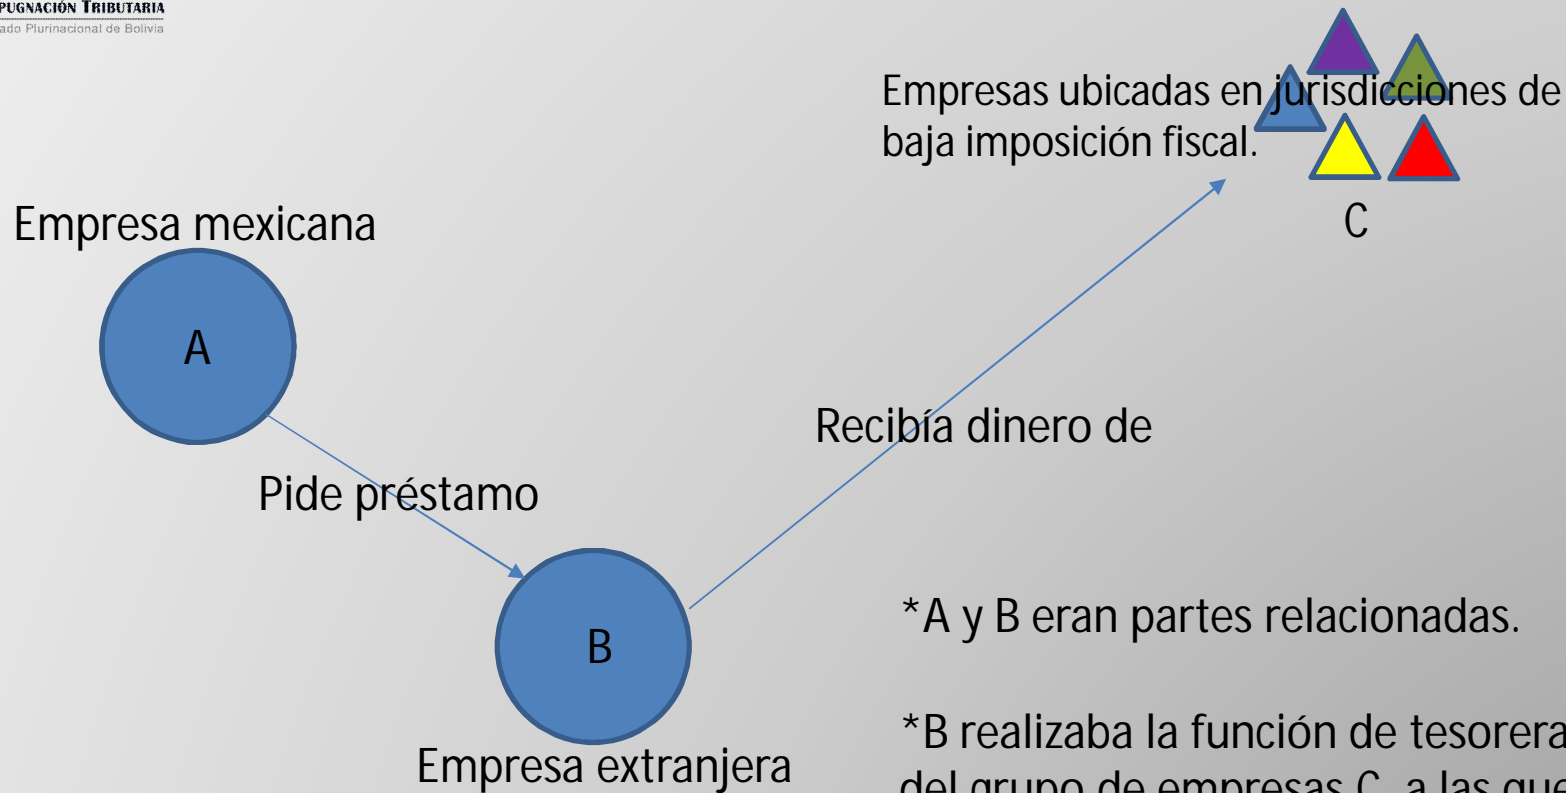 PUGNACIÓN TRIBUTARIA
ado Plurinacional de Bolivia
Empresas ubicadas en jurisdicciones de
baja imposición fiscal.
C
Empresa mexicana
A
Recibía dinero de
Pide préstamo
B
Empresa extranjera
*A y B eran partes relacionadas.
*B realizaba la función de tesorera
del grupo de empresas C, a las que